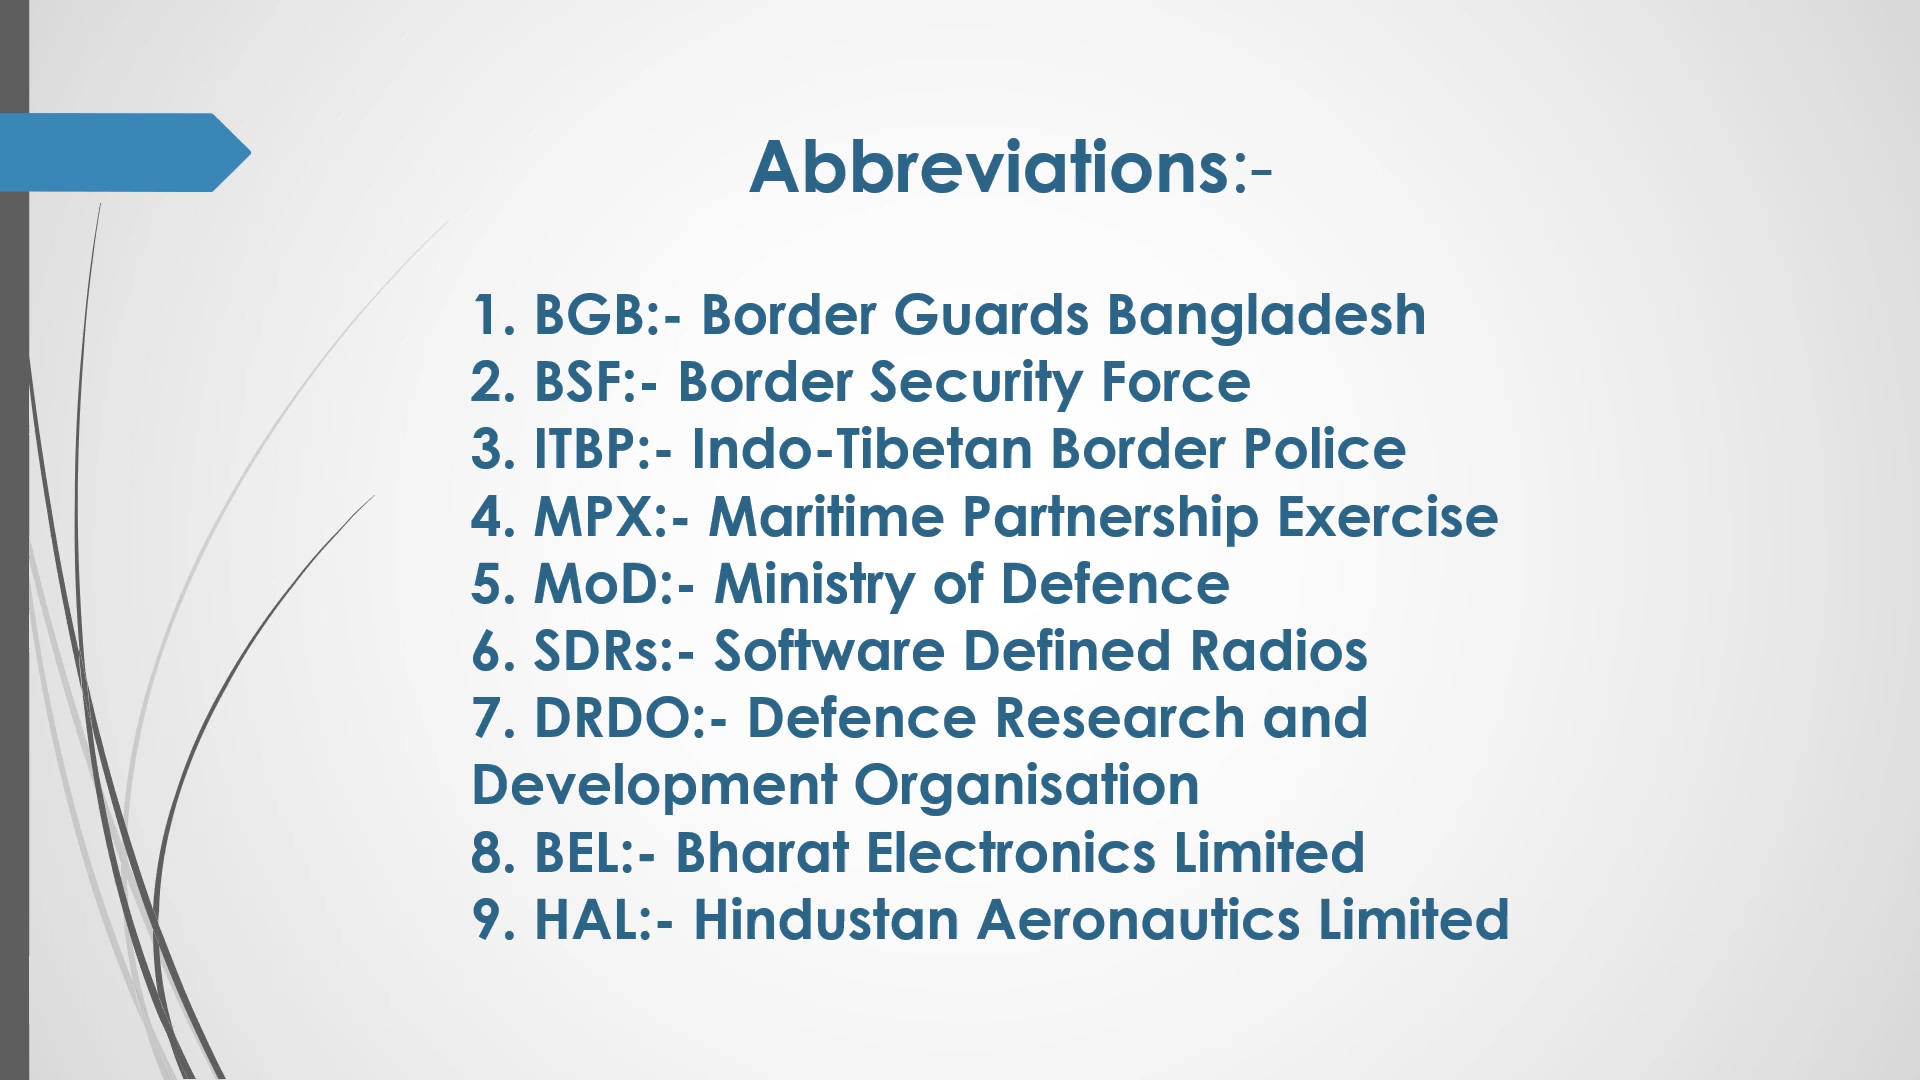 Abbreviations:-
1. BGB:- Border Guards Bangladesh
2. BSF:- Border Security Force
3. ITBP:- Indo-Tibetan Border Police
4. MPX:- Maritime Partnership Exercise
5. MoD:- Ministry of Defence
6. SDRs:- Software Defined Radios
7. DRDO:- Defence Research and
Development Organisation
8. BEL:- Bharat Electronics Limited
9. HAL:- Hindustan Aeronautics Limited